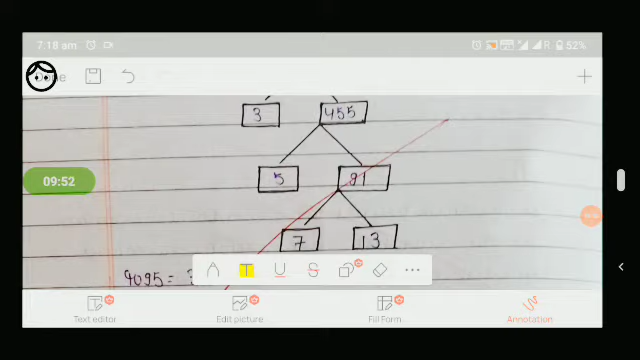 7:18 am R 52%
3 455
09:52 5 91
7 13
4095 =
T U S
Text editor Edit picture Fill Form Annotation